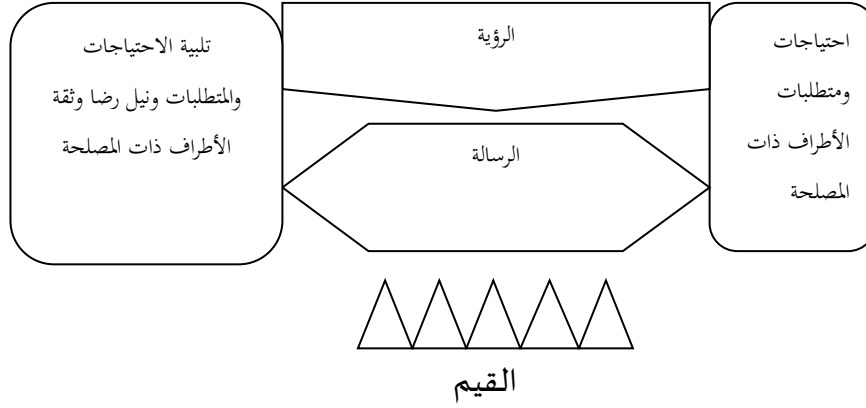 احتياجات
ومتطلبات
الأطراف ذات
المصلحة
الرؤية
الرسالة
تلبية الاحتياجات
والمتطلبات ونيل رضا وثقة
الأطراف ذات المصلحة
القيم